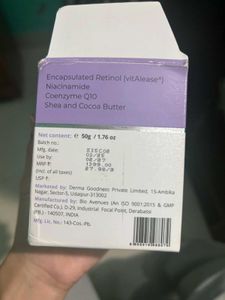 Encapsulated Retinol (vitAlease®)
Niacinamide
Coenzyme Q10
Shea and Cocoa Butter
Net content: 50g / 1.76 oz
Batch no.:
Mfg. date:
Use by
MRP ₹
(Incl. of all taxes)
USP ₹
Marketed by: Derma Goodness Private Limited, 15-Ambika
Nagar, Sector-5, Udaipur-313002
Mfg. by: Bio Avenues (An ISO 9001:2015 & GMP
Certified Co.), D-29, Industrial Focal Point, Derabassi
(PB.) - 140507, INDIA
Mfg. Lic. No.: 143-Cos. Pb.